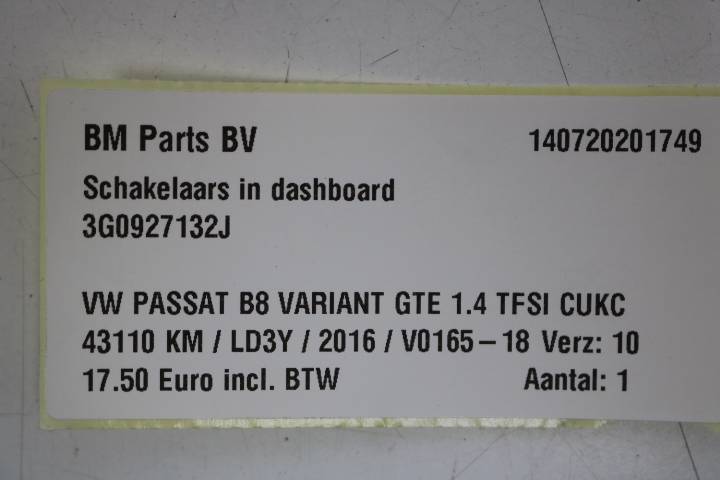 BM Parts BV 140720201749
Schakelaars in dashboard
3G0927132J
VW PASSAT B8 VARIANT GTE 1.4 TFSI CUKC
43110 KM / LD3Y / 2016 / V0165-18 Verz: 10
17.50 Euro incl. BTW Aantal: 1